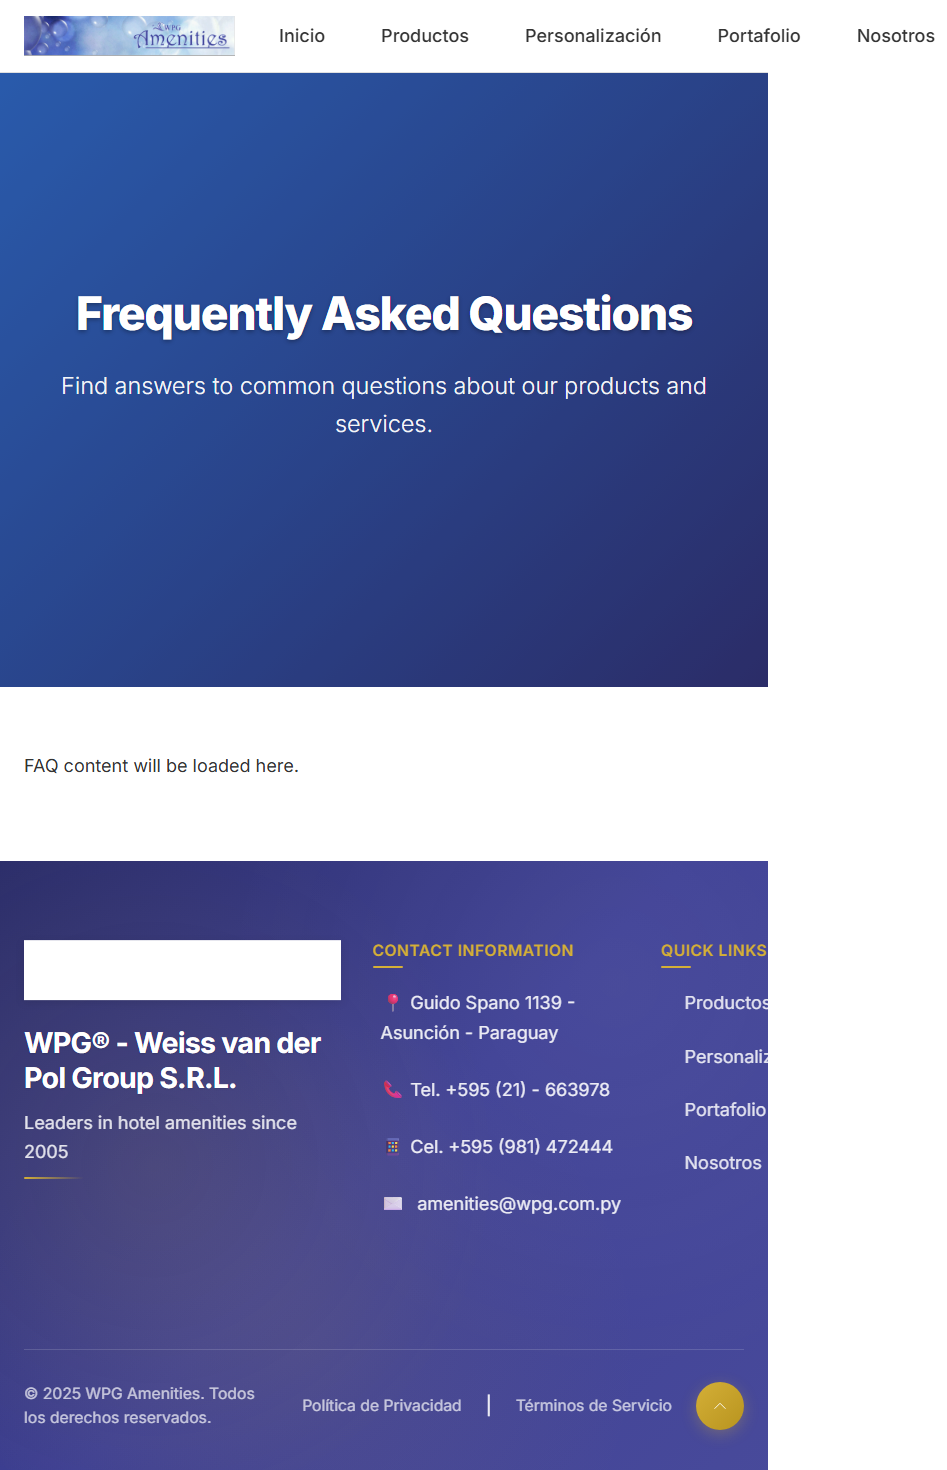 WPG
Amenities
Inicio
Productos
Personalización
Portafolio
Nosotros
Frequently Asked Questions
Find answers to common questions about our products and
services.
FAQ content will be loaded here.
WPG® - Weiss van der
Pol Group S.R.L.
Leaders in hotel amenities since
2005
CONTACT INFORMATION
Guido Spano 1139 -
Asunción - Paraguay
Tel. +595 (21) - 663978
Cel. +595 (981) 472444
amenities@wpg.com.py
QUICK LINKS
Productos
Personaliz
Portafolio
Nosotros
© 2025 WPG Amenities. Todos
los derechos reservados.
Política de Privacidad
|
Términos de Servicio